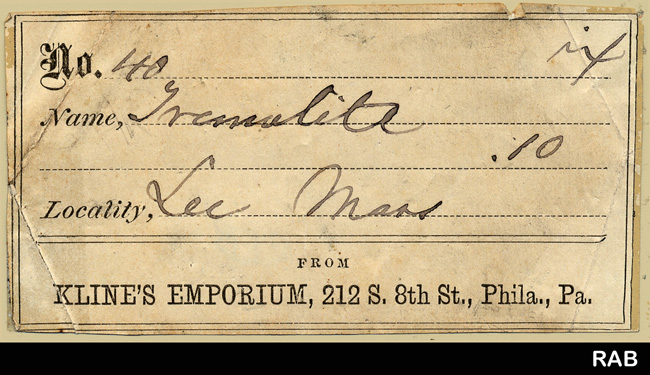 No. 40
Name, Tremolite
.10
Locality, Lee Mass
FROM
KLINE'S EMPORIUM, 212 S. 8th St., Phila., Pa.
RAB